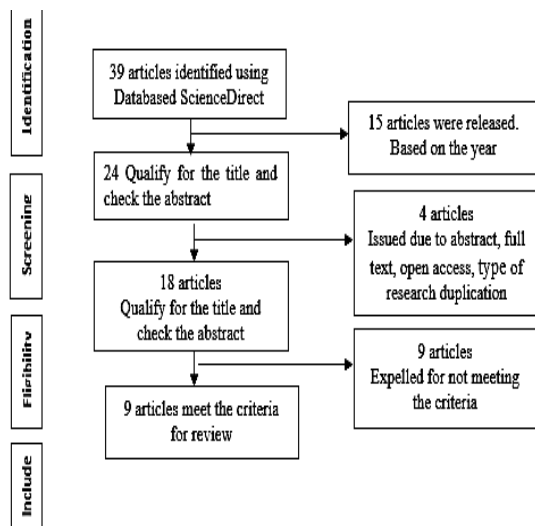 Identification
39 articles identified using
Databased ScienceDirect
15 articles were released.
Based on the year
24 Qualify for the title and
check the abstract
Screening
4 articles
Issued due to abstract, full
text, open access, type of
research duplication
18 articles
Qualify for the title and
check the abstract
Eligibility
9 articles
Expelled for not meeting
the criteria
9 articles meet the criteria
for review
Include